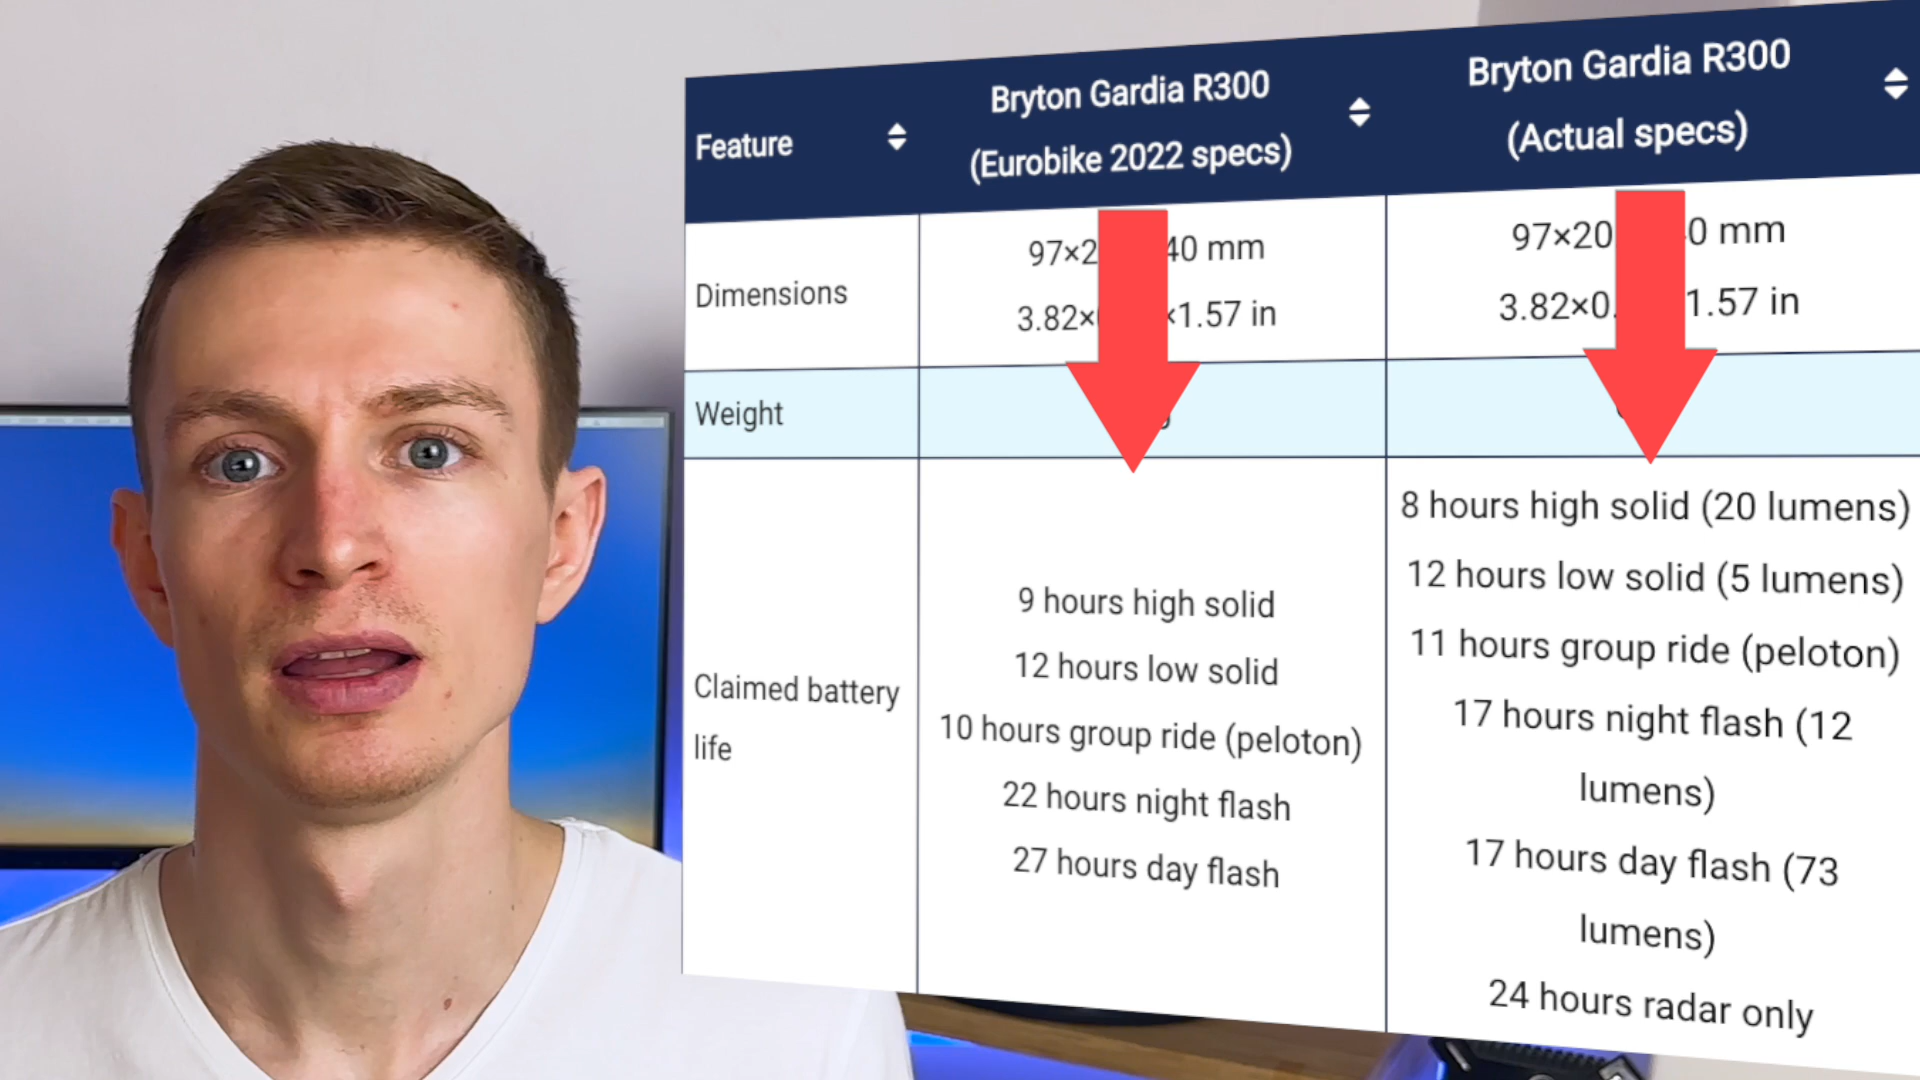 Feature
Bryton Gardia R300
(Eurobike 2022 specs)
Bryton Gardia R300
(Actual specs)
Dimensions
40 mm
3.82×
×1.57 in
97×20
0 mm
3.82×0.
1.57 in
Weight
Claimed battery
life
9 hours high solid
12 hours low solid
10 hours group ride (peloton)
22 hours night flash
27 hours day flash
8 hours high solid (20 lumens)
12 hours low solid (5 lumens)
11 hours group ride (peloton)
17 hours night flash (12
lumens)
17 hours day flash (73
lumens)
24 hours radar only